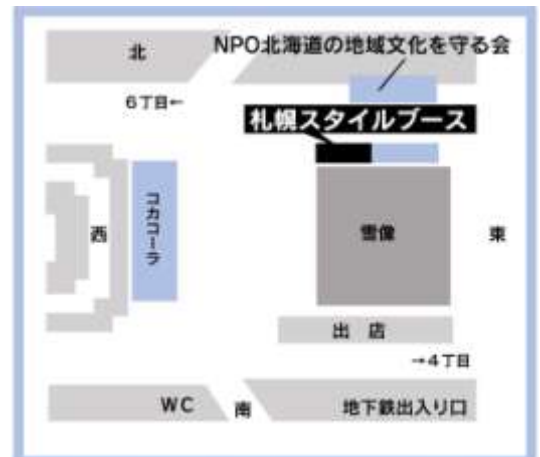 北
NPO北海道の地域文化を守る会
6丁目←
札幌スタイルブース
西
コカコーラ
雪像
東
出 店
→4丁目
WC
南
地下鉄出入り口